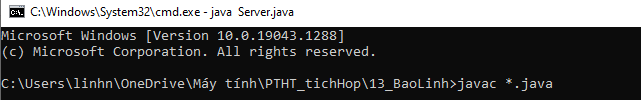 C:\Windows\System32\cmd.exe - java Server.java
Microsoft Windows [Version 10.0.19043.1288]
(c) Microsoft Corporation. All rights reserved.
C:\Users\linhn\OneDrive\Máy tính\PTHT_tichHop\13_BaoLinh>javac *.java